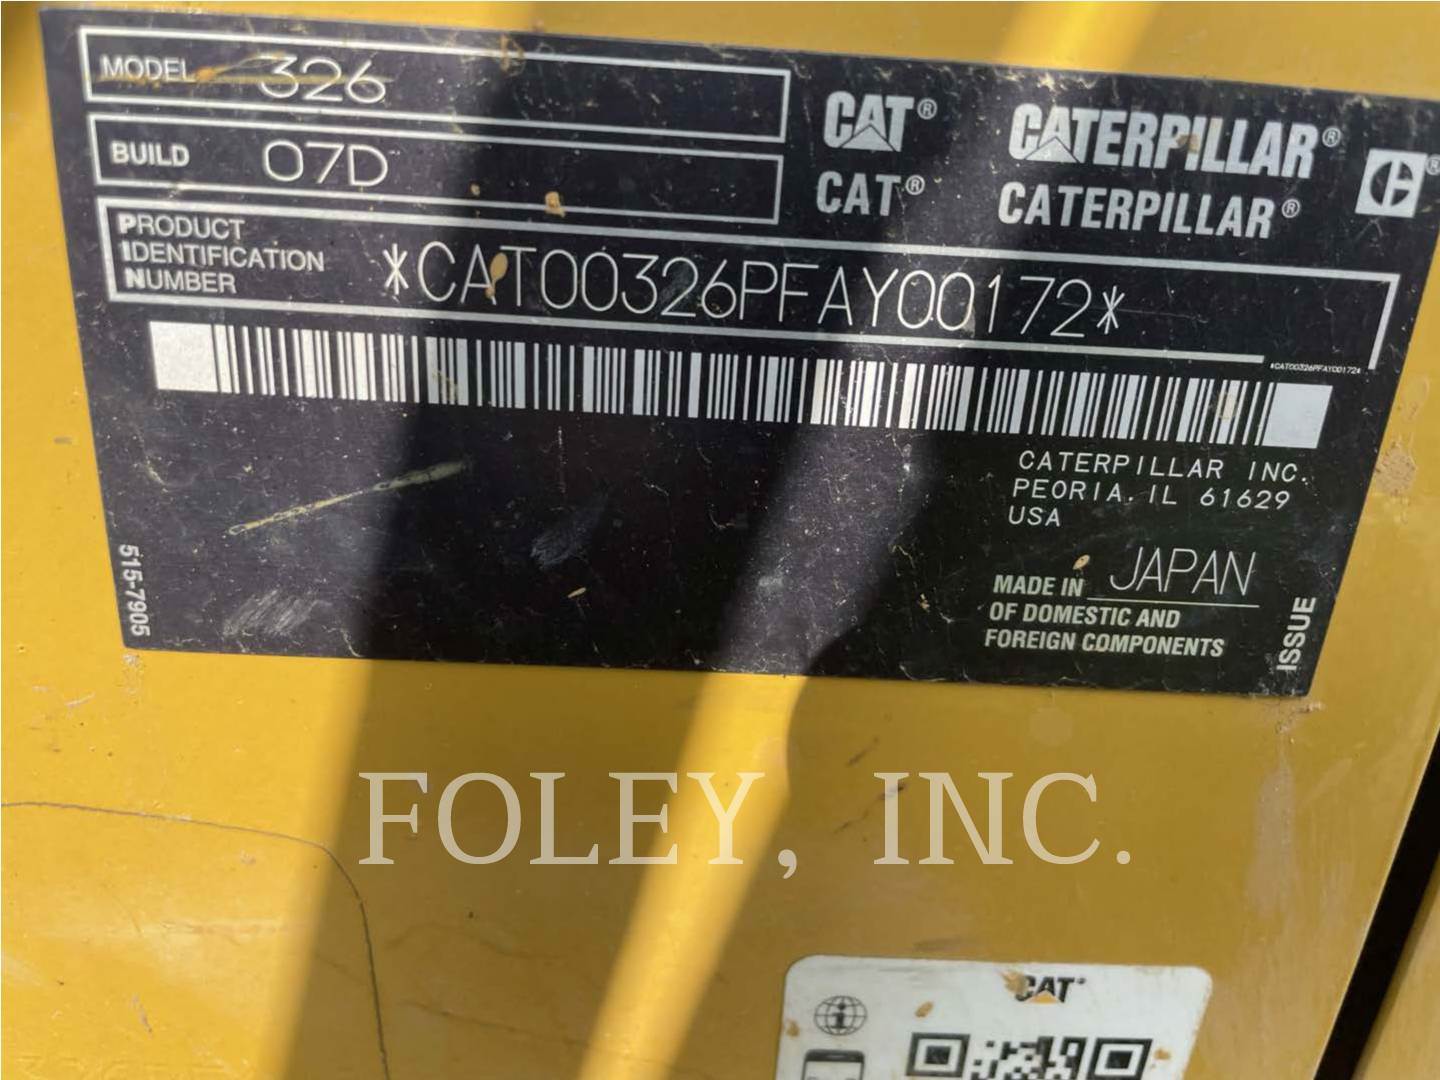 MODEL 326
BUILD 07D
CAT® CATERPILLAR®
CAT® CATERPILLAR®
PRODUCT
IDENTIFICATION
NUMBER
*CAT00326PFAY00172*
*CAT00326PFAY00172*
CATERPILLAR INC.
PEORIA. IL 61629
USA
MADE IN JAPAN
OF DOMESTIC AND
FOREIGN COMPONENTS
515-7905
ISSUE
FOLEY, INC.
CAT